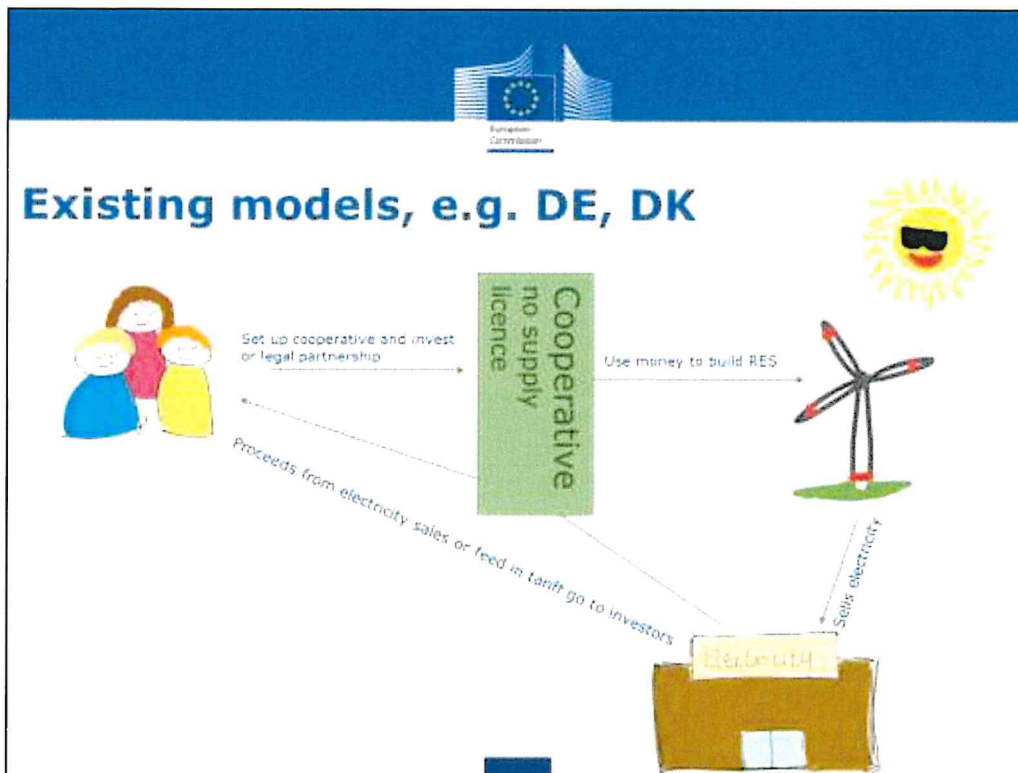 European
Commission
Existing models, e.g. DE, DK
Set up cooperative and invest
or legal partnership
Cooperative
no supply
licence
Use money to build RES
Proceeds from electricity sales or feed in tariff go to investors
Sells electricity
Electricity